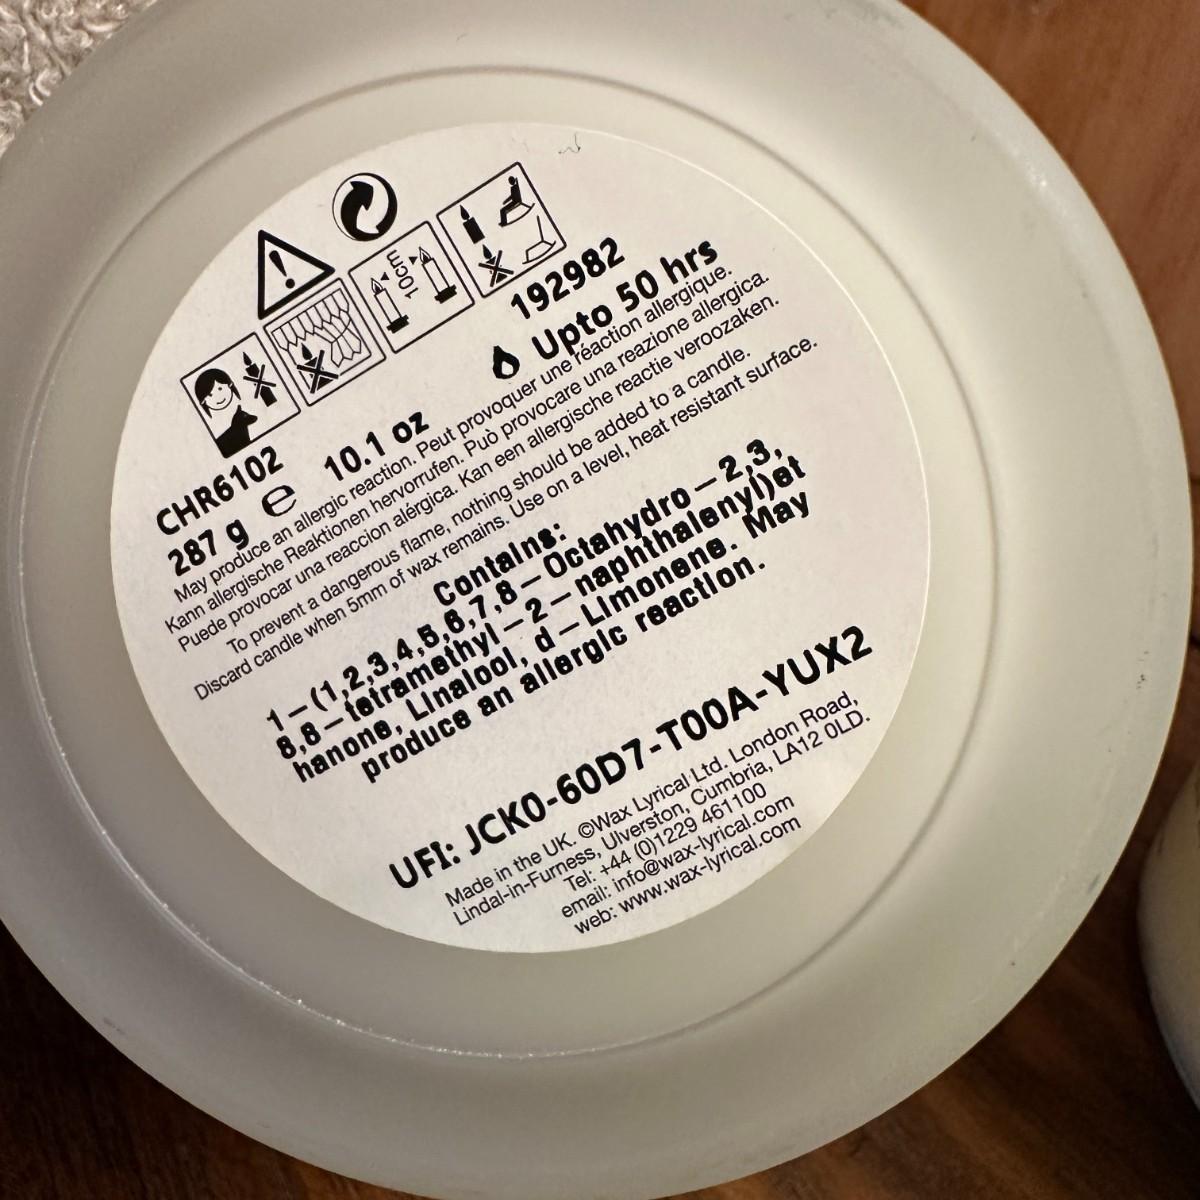 10cm
192982
Upto 50 hrs
CHR6102
287 g e 10.1 oz
May produce an allergic reaction. Peut provoquer une réaction allergique.
Kann allergische Reaktionen hervorrufen. Può provocare una reazione allergica.
Puede provocar una reaccion alérgica. Kan een allergische reactie veroozaken.
To prevent a dangerous flame, nothing should be added to a candle.
Discard candle when 5mm of wax remains. Use on a level, heat resistant surface.
Contains:
1-(1,2,3,4,5,6,7,8-Octahydro-2,3,
8,8-tetramethyl-2-naphthalenyl)et
hanone, Linalool, d-Limonene. May
produce an allergic reaction.
UFI: JCK0-60D7-T00A-YUX2
Made in the UK. ©Wax Lyrical Ltd. London Road,
Lindal-in-Furness, Ulverston, Cumbria, LA12 0LD.
Tel: +44 (0)1229 461100
email: info@wax-lyrical.com
web: www.wax-lyrical.com